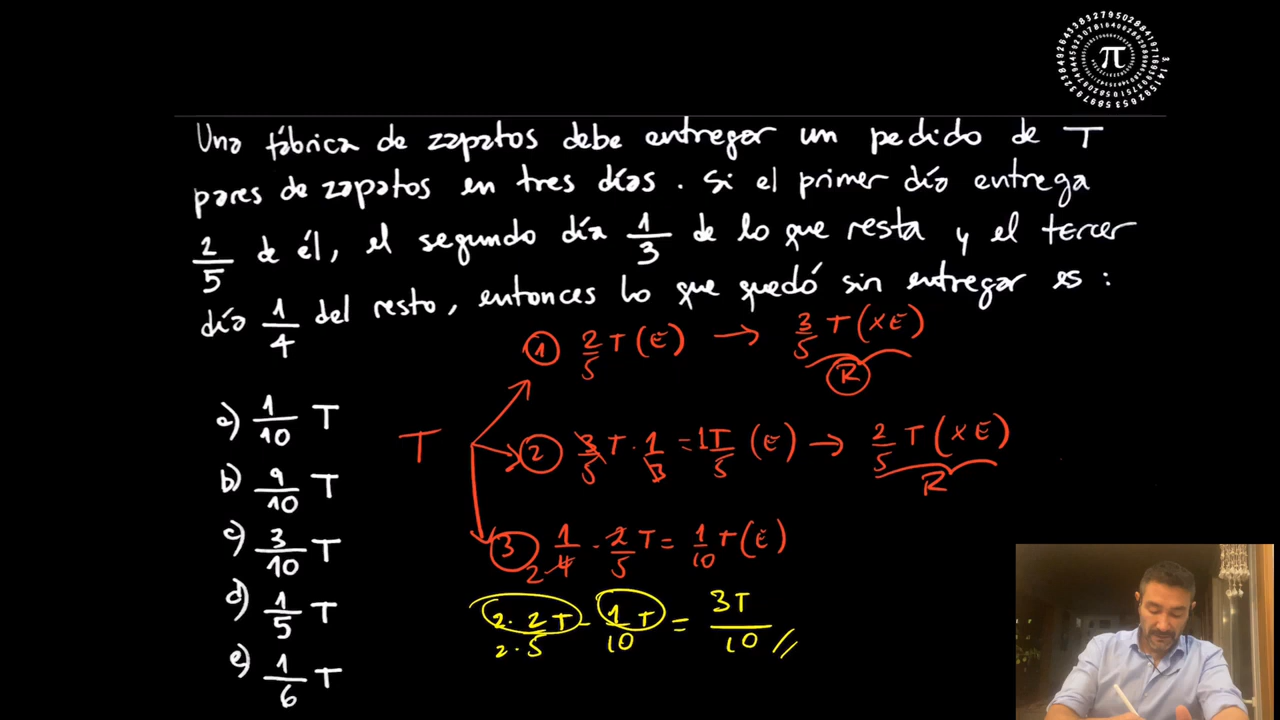 π
Una fábrica de zapatos debe entregar un pedido de T
pares de zapatos en tres días. Si el primer día entrega
2/5 de él, el segundo día 1/3 de lo que resta y el tercer
día 1/4 del resto, entonces lo que quedó sin entregar es:
a) 1/10 T
b) 9/10 T
c) 3/10 T
d) 1/5 T
e) 1/6 T
T
① 2/5 T (E) → 3/5 T (XE)
R
② 3/5 T · 1/3 = 1T/5 (E) → 2/5 T (XE)
R
③ 1/4 · 2/5 T = 1/10 T (E)
2
2·2T/2·5 - 1T/10 = 3T/10 //